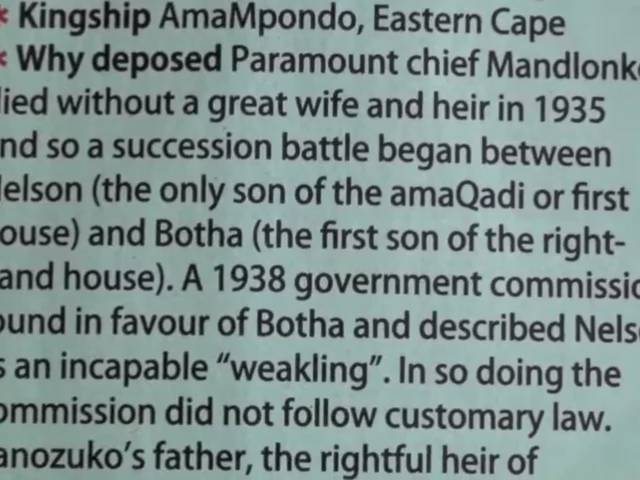 * Kingship AmaMpondo, Eastern Cape
* Why deposed Paramount chief Mandlonk
ied without a great wife and heir in 1935
nd so a succession battle began between
elson (the only son of the amaQadi or first
ouse) and Botha (the first son of the right-
and house). A 1938 government commissio
ound in favour of Botha and described Nels
s an incapable “weakling”. In so doing the
ommission did not follow customary law.
anozuko’s father, the rightful heir of